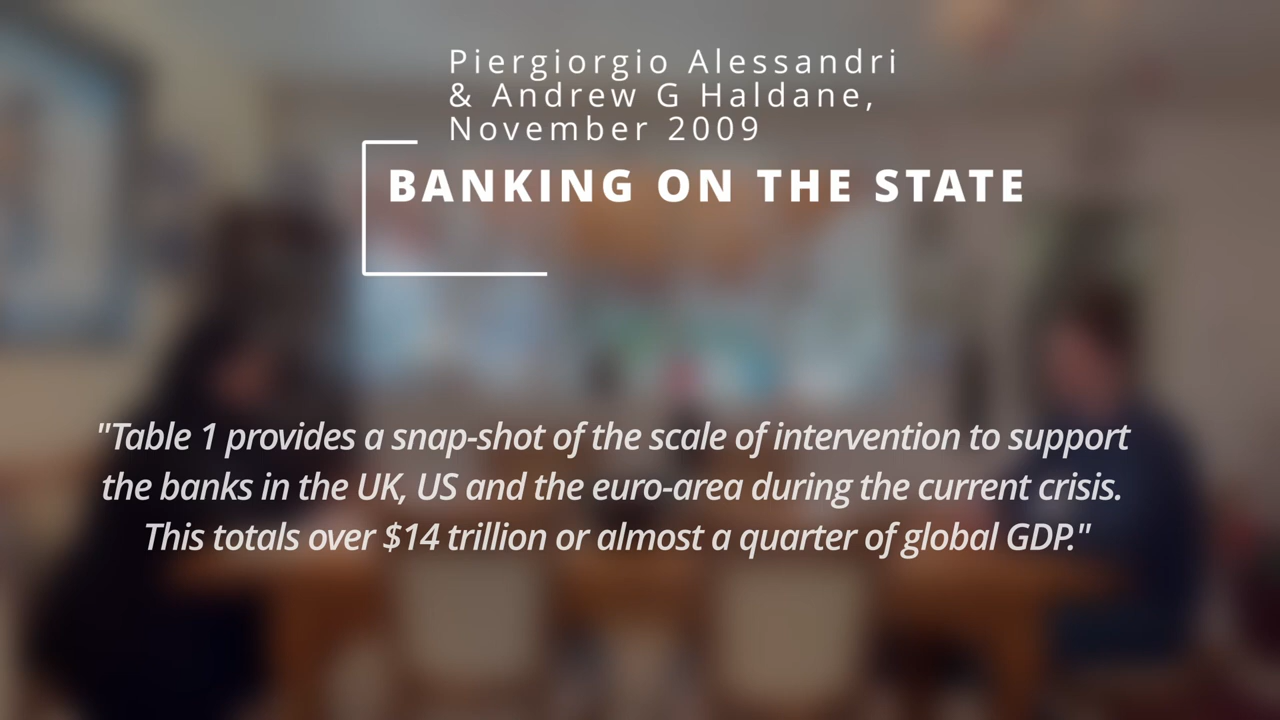 Piergiorgio Alessandri
& Andrew G Haldane,
November 2009
BANKING ON THE STATE
"Table 1 provides a snap-shot of the scale of intervention to support
the banks in the UK, US and the euro-area during the current crisis.
This totals over $14 trillion or almost a quarter of global GDP."